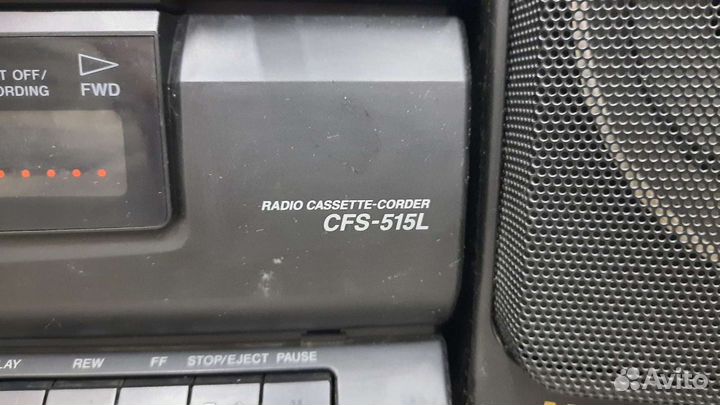 T OFF/
ORDING
FWD
RADIO CASSETTE-CORDER
CFS-515L
LAY REW FF STOP/EJECT PAUSE
Avito